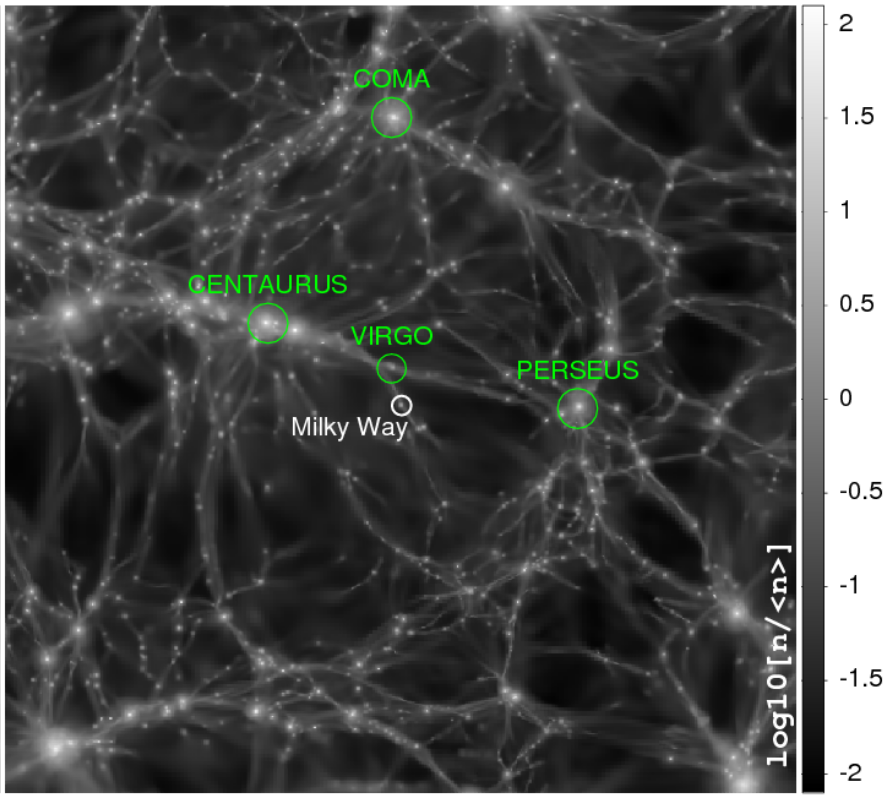 COMA
CENTAURUS
VIRGO
PERSEUS
Milky Way
2
1.5
1
0.5
0
-0.5
-1
-1.5
-2
log10[n/<n>]